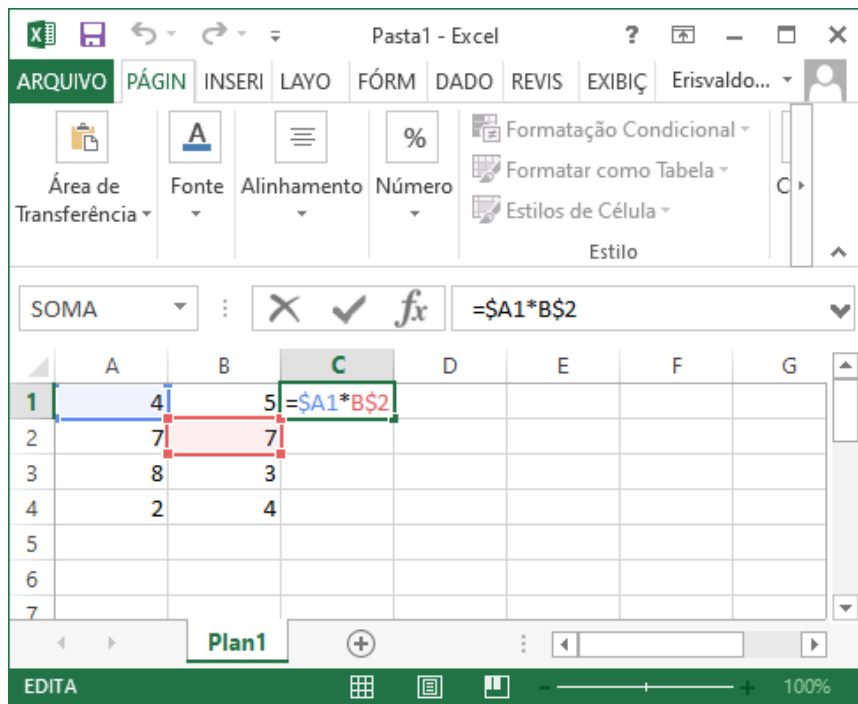 Pasta1 - Excel ?
ARQUIVO PÁGIN INSERI LAYO FÓRM DADO REVIS EXIBIÇ Erisvaldo...
Área de Transferência
Fonte
Alinhamento
%
Número
Formatação Condicional
Formatar como Tabela
Estilos de Célula
Estilo
C
SOMA fx =$A1*B$2
A B C D E F G
1 4 5 =$A1*B$2
2 7 7
3 8 3
4 2 4
5
6
7
Plan1
EDITA 100%